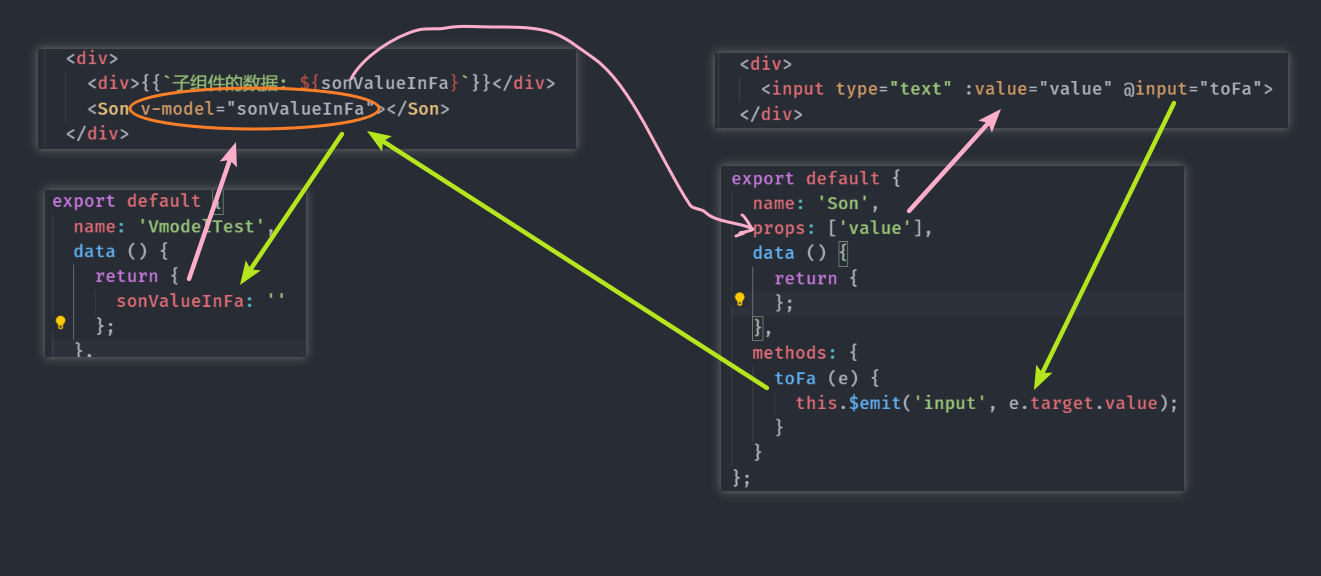 <div>
<div>{{`子组件的数据: ${sonValueInFa}`}}</div>
<Son v-model="sonValueInFa"></Son>
</div>
export default {
name: 'VmodelTest',
data () {
return {
sonValueInFa: ''
};
},
<div>
<input type="text" :value="value" @input="toFa">
</div>
export default {
name: 'Son',
props: ['value'],
data () {
return {
};
},
methods: {
toFa (e) {
this.$emit('input', e.target.value);
}
}
};